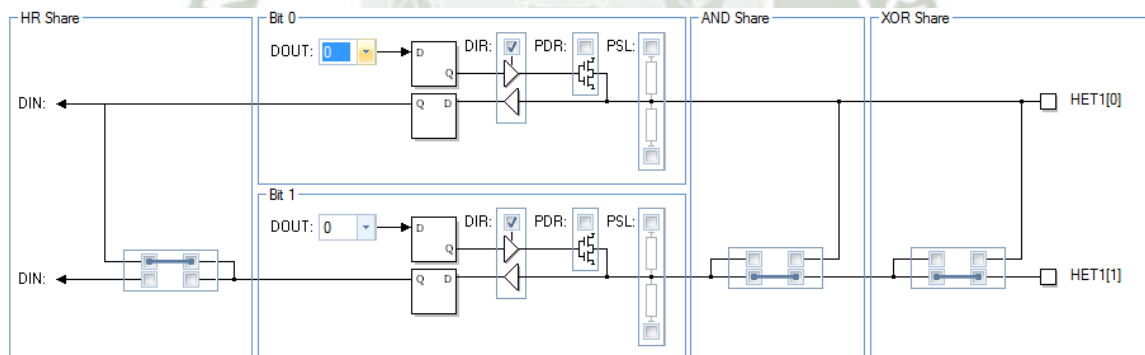 HR Share
Bit 0
AND Share
XOR Share
DOUT: 0
DIR:
PDR:
PSL:
D
Q
DIN:
Q D
HET1[0]
Bit 1
DOUT: 0
DIR:
PDR:
PSL:
D
Q
DIN:
Q D
HET1[1]